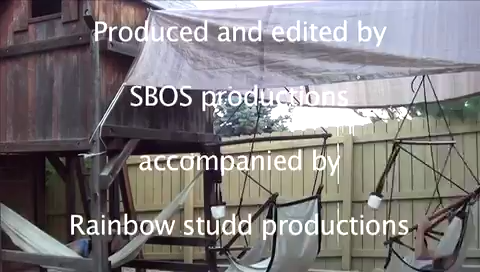 Produced and edited by
SBOS productions
accompanied by
Rainbow studd productions